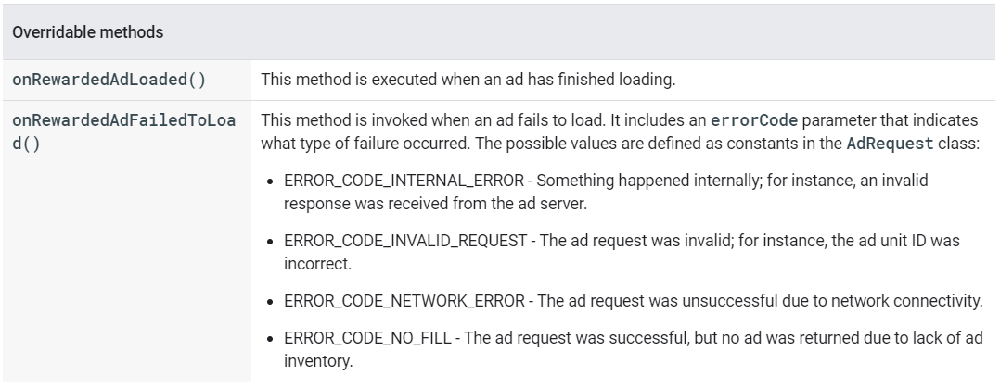 Overridable methods
onRewardedAdLoaded()
This method is executed when an ad has finished loading.
onRewardedAdFailedToLoa
d()
This method is invoked when an ad fails to load. It includes an errorCode parameter that indicates
what type of failure occurred. The possible values are defined as constants in the AdRequest class:
• ERROR_CODE_INTERNAL_ERROR - Something happened internally; for instance, an invalid
response was received from the ad server.
• ERROR_CODE_INVALID_REQUEST - The ad request was invalid; for instance, the ad unit ID was
incorrect.
• ERROR_CODE_NETWORK_ERROR - The ad request was unsuccessful due to network connectivity.
• ERROR_CODE_NO_FILL - The ad request was successful, but no ad was returned due to lack of ad
inventory.